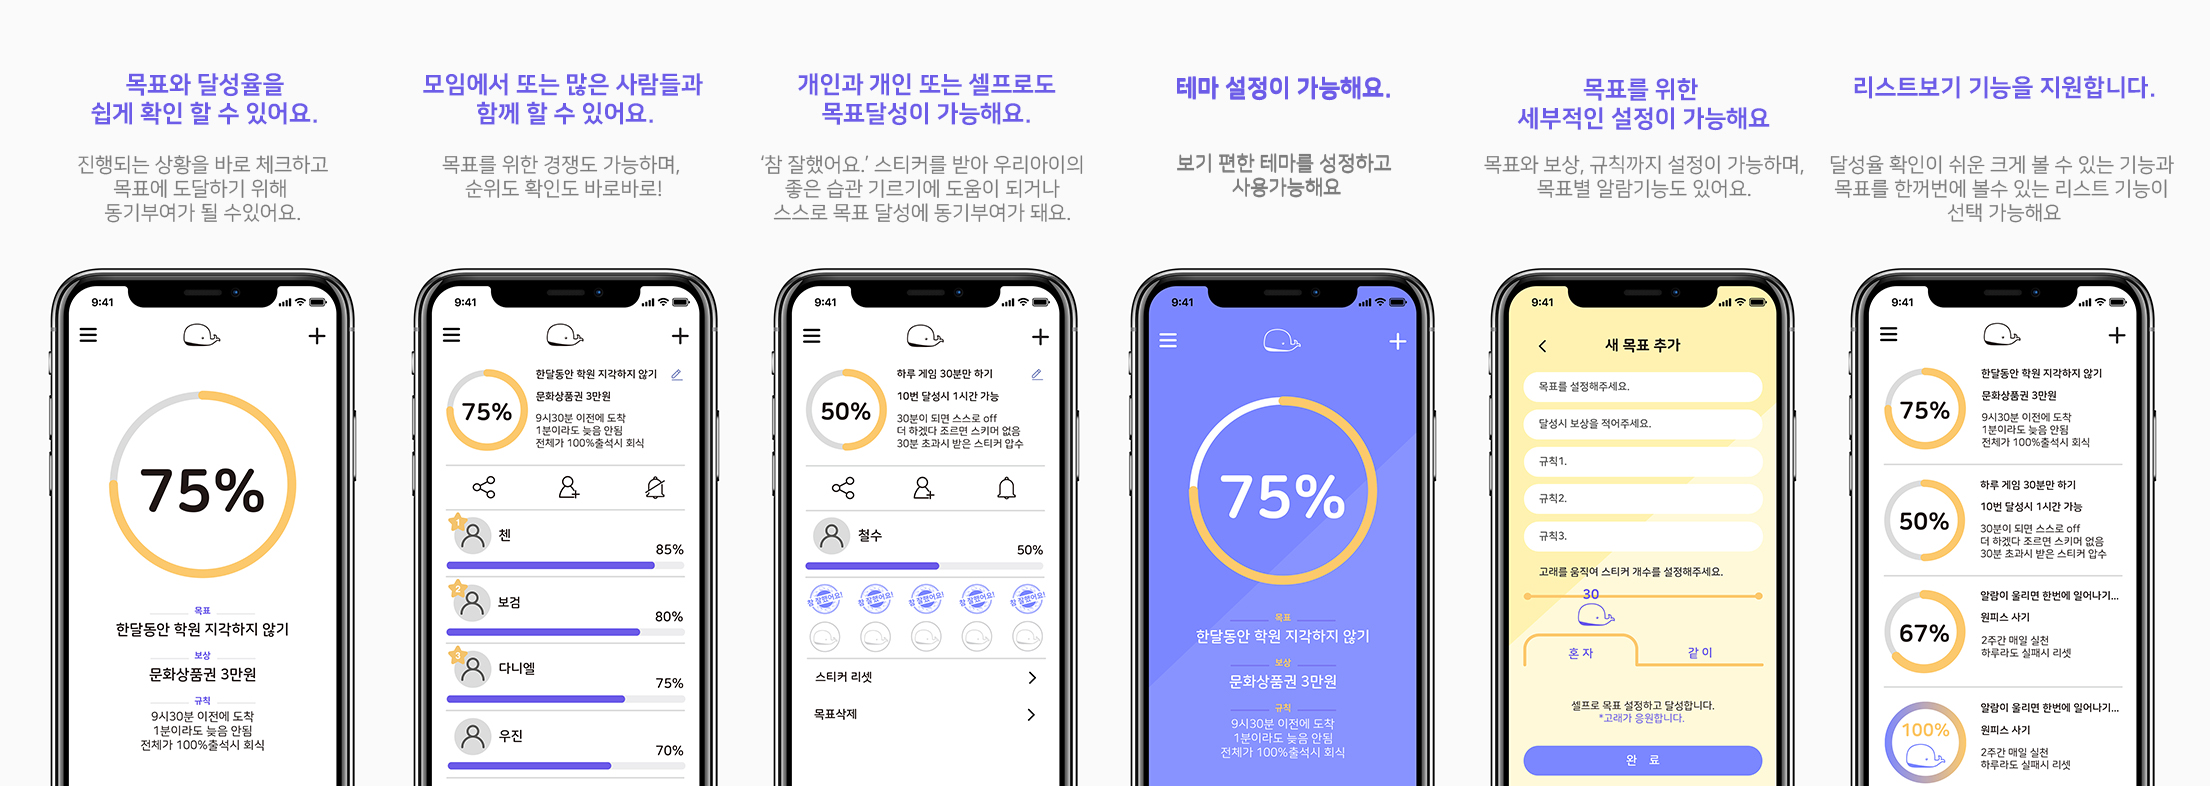 목표와 달성율을
쉽게 확인 할 수 있어요.
진행되는 상황을 바로 체크하고
목표에 도달하기 위해
동기부여가 될 수있어요.
9:41
75%
목표
한달동안 학원 지각하지 않기
보상
문화상품권 3만원
규칙
9시30분 이전에 도착
1분이라도 늦음 안됨
전체가 100%출석시 회식
모임에서 또는 많은 사람들과
함께 할 수 있어요.
목표를 위한 경쟁도 가능하며,
순위도 확인도 바로바로!
9:41
75%
한달동안 학원 지각하지 않기
문화상품권 3만원
9시30분 이전에 도착
1분이라도 늦음 안됨
전체가 100%출석시 회식
1
첸
85%
2
보검
80%
3
다니엘
75%
우진
70%
개인과 개인 또는 셀프로도
목표달성이 가능해요.
‘참 잘했어요.’ 스티커를 받아 우리아이의
좋은 습관 기르기에 도움이 되거나
스스로 목표 달성에 동기부여가 돼요.
9:41
50%
하루 게임 30분만 하기
10번 달성시 1시간 가능
30분이 되면 스스로 off
더 하겠다 조르면 스키머 없음
30분 초과시 받은 스티커 압수
철수
50%
참 잘했어요!
참 잘했어요!
참 잘했어요!
참 잘했어요!
참 잘했어요!
스티커 리셋
목표삭제
테마 설정이 가능해요.
보기 편한 테마를 성정하고
사용가능해요
9:41
75%
목표
한달동안 학원 지각하지 않기
보상
문화상품권 3만원
규칙
9시30분 이전에 도착
1분이라도 늦음 안됨
전체가 100%출석시 회식
목표를 위한
세부적인 설정이 가능해요
목표와 보상, 규칙까지 설정이 가능하며,
목표별 알람기능도 있어요.
9:41
새 목표 추가
목표를 설정해주세요.
달성시 보상을 적어주세요.
규칙1.
규칙2.
규칙3.
고래를 움직여 스티커 개수를 설정해주세요.
30
혼 자
같 이
셀프로 목표 설정하고 달성합니다.
*고래가 응원합니다.
완 료
리스트보기 기능을 지원합니다.
달성율 확인이 쉬운 크게 볼 수 있는 기능과
목표를 한꺼번에 볼수 있는 리스트 기능이
선택 가능해요
9:41
75%
한달동안 학원 지각하지 않기
문화상품권 3만원
9시30분 이전에 도착
1분이라도 늦음 안됨
전체가 100%출석시 회식
50%
하루 게임 30분만 하기
10번 달성시 1시간 가능
30분이 되면 스스로 off
더 하겠다 조르면 스키머 없음
30분 초과시 받은 스티커 압수
67%
알람이 울리면 한번에 일어나기...
원피스 사기
2주간 매일 실천
하루라도 실패시 리셋
100%
알람이 울리면 한번에 일어나기...
원피스 사기
2주간 매일 실천
하루라도 실패시 리셋